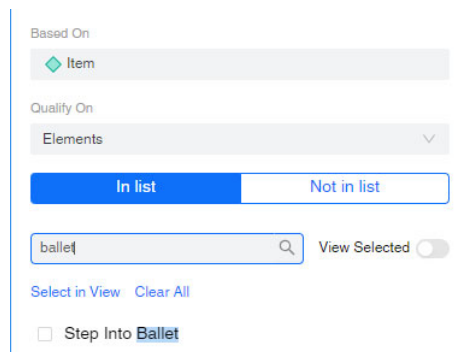 Based On
Item
Qualify On
Elements
In list Not in list
ballet View Selected
Select in View Clear All
Step Into Ballet